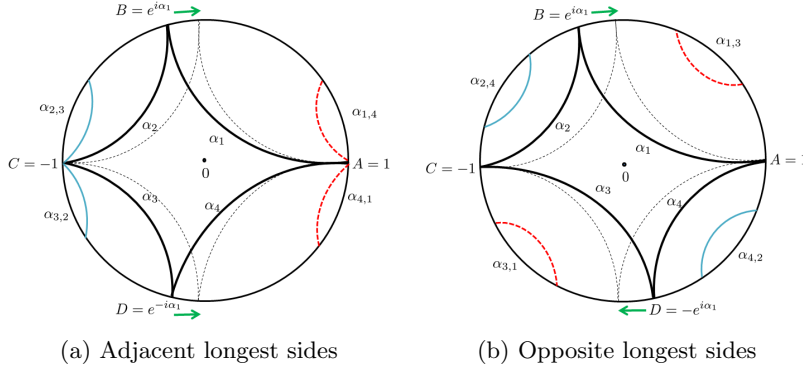 B = e^{iα_1}
α_{2,3}
α_2
α_1
α_{1,4}
C = −1
0
A = 1
α_{3,2}
α_3
α_4
α_{4,1}
D = e^{−iα_1}
(a) Adjacent longest sides
B = e^{iα_1}
α_{1,3}
α_{2,4}
α_2
α_1
C = −1
0
A = 1
α_3
α_4
α_{3,1}
α_{4,2}
D = −e^{iα_1}
(b) Opposite longest sides